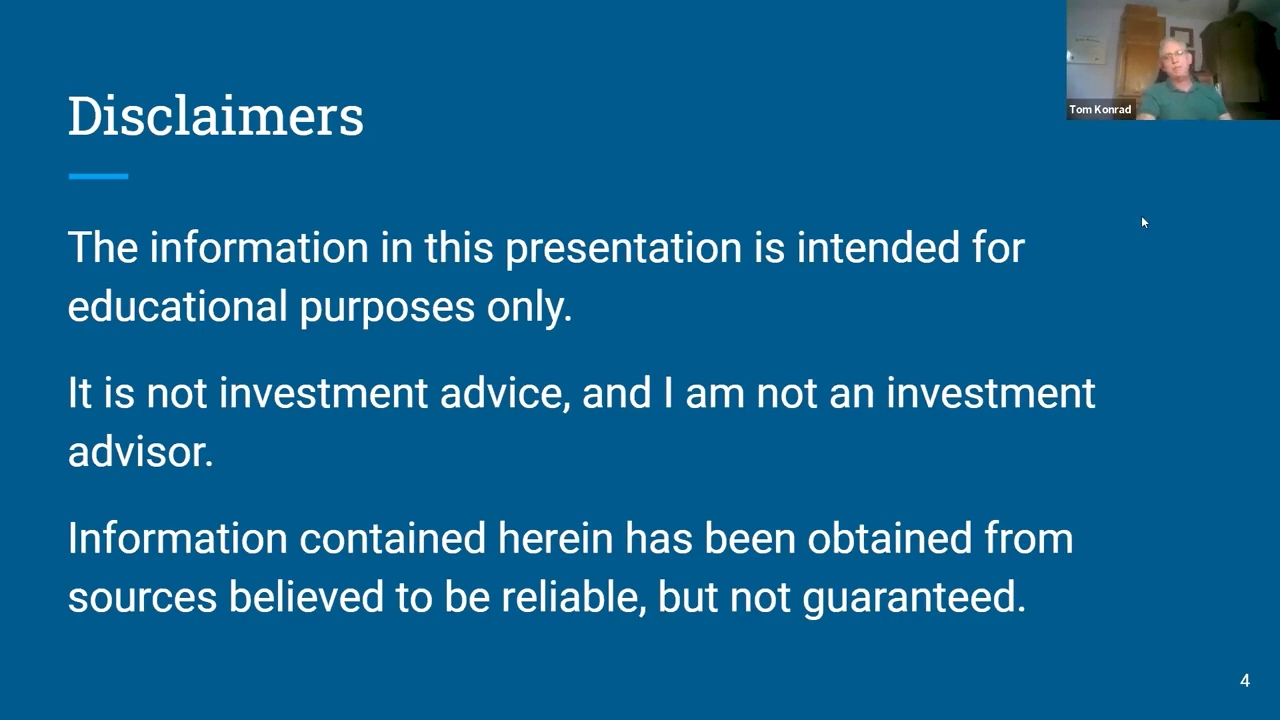 Tom Konrad
Disclaimers
The information in this presentation is intended for
educational purposes only.
It is not investment advice, and I am not an investment
advisor.
Information contained herein has been obtained from
sources believed to be reliable, but not guaranteed.
4